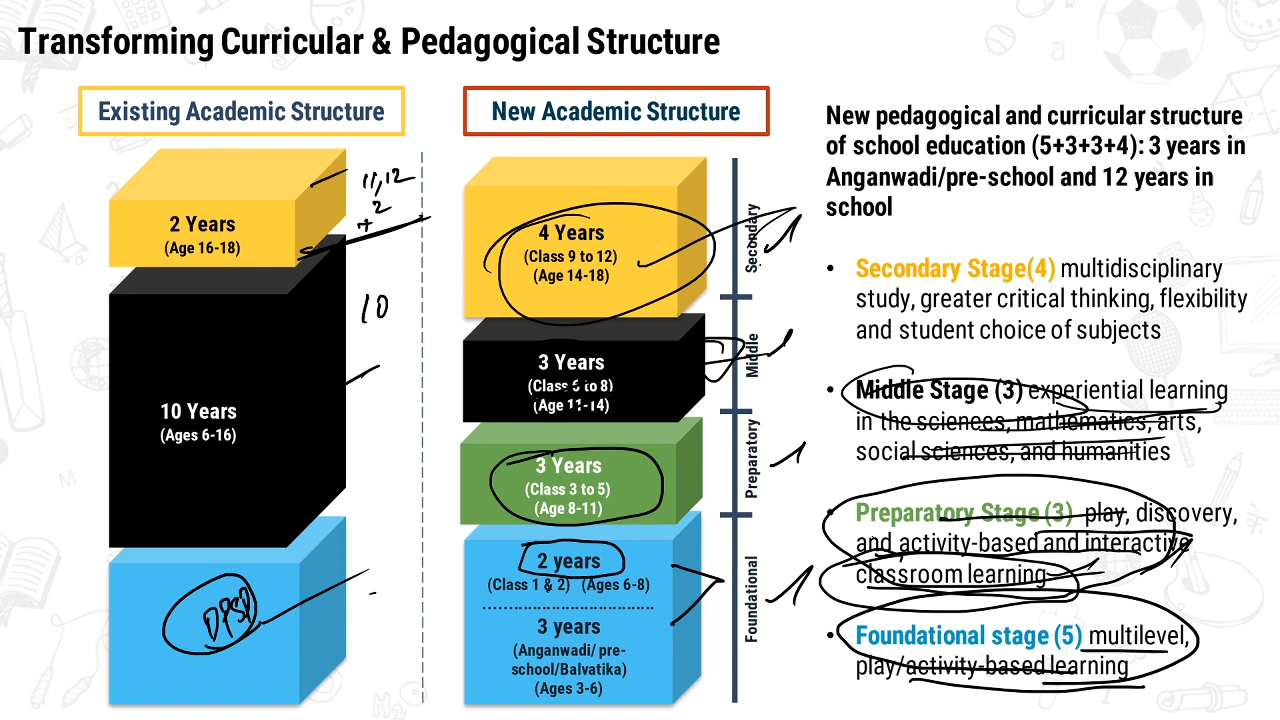 Transforming Curricular & Pedagogical Structure
Existing Academic Structure
2 Years
(Age 16-18)
11,12
2
+
10
10 Years
(Ages 6-16)
DPSP
New Academic Structure
4 Years
(Class 9 to 12)
(Age 14-18)
Secondary
3 Years
(Class 6 to 8)
(Age 11-14)
Middle
3 Years
(Class 3 to 5)
(Age 8-11)
Preparatory
2 years
(Class 1 & 2) (Ages 6-8)
3 years
(Anganwadi/ pre-
school/Balvatika)
(Ages 3-6)
Foundational
New pedagogical and curricular structure
of school education (5+3+3+4): 3 years in
Anganwadi/pre-school and 12 years in
school
• Secondary Stage(4) multidisciplinary
study, greater critical thinking, flexibility
and student choice of subjects
• Middle Stage (3) experiential learning
in the sciences, mathematics, arts,
social sciences, and humanities
• Preparatory Stage (3) play, discovery,
and activity-based and interactive
classroom learning
• Foundational stage (5) multilevel,
play/activity-based learning